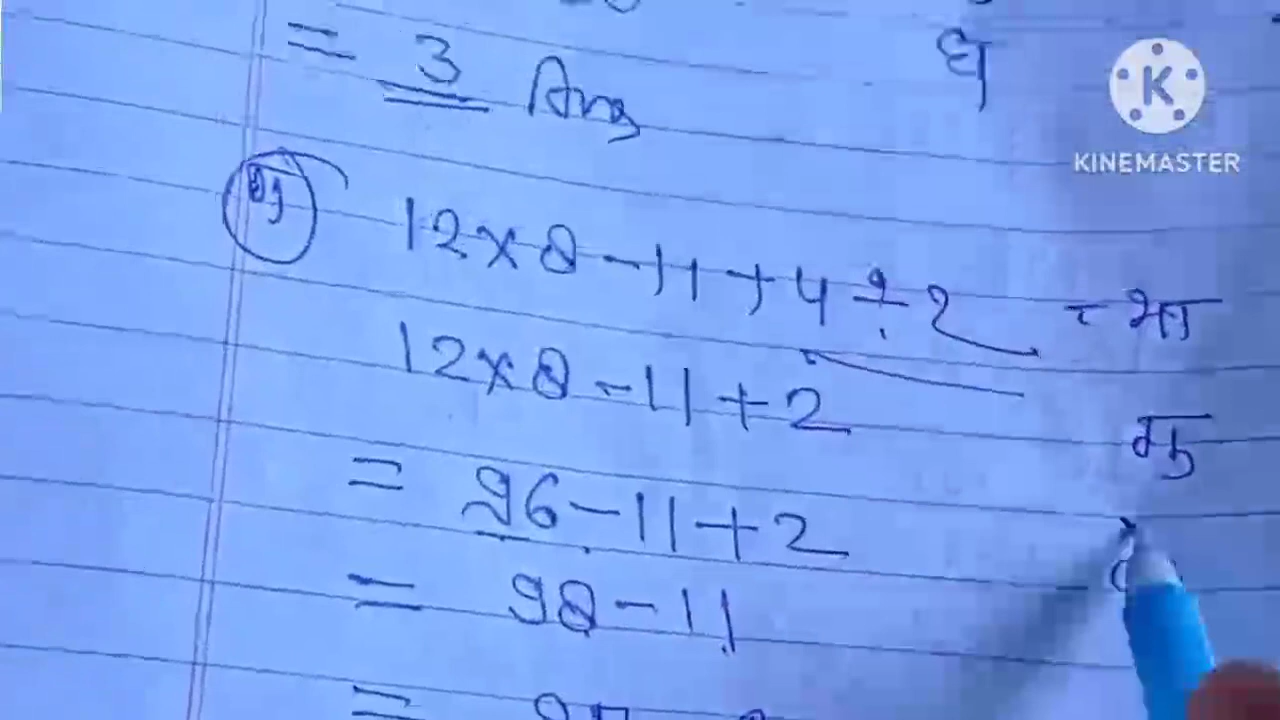 = 3 Ans
घ
KINEMASTER
12×8-11+4÷2
= भा
12×8-11+2
= 96-11+2
= 98-11
=